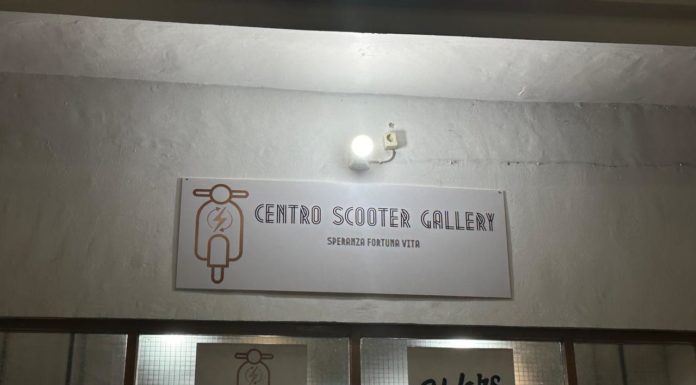 CENTRO SCOOTER GALLERY
SPERANZA FORTUNA VITA